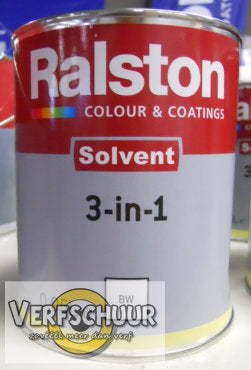 Ralston
COLOUR & COATINGS
Solvent
3-in-1
BW
VERFSCHUUR
zoveel meer dan verf